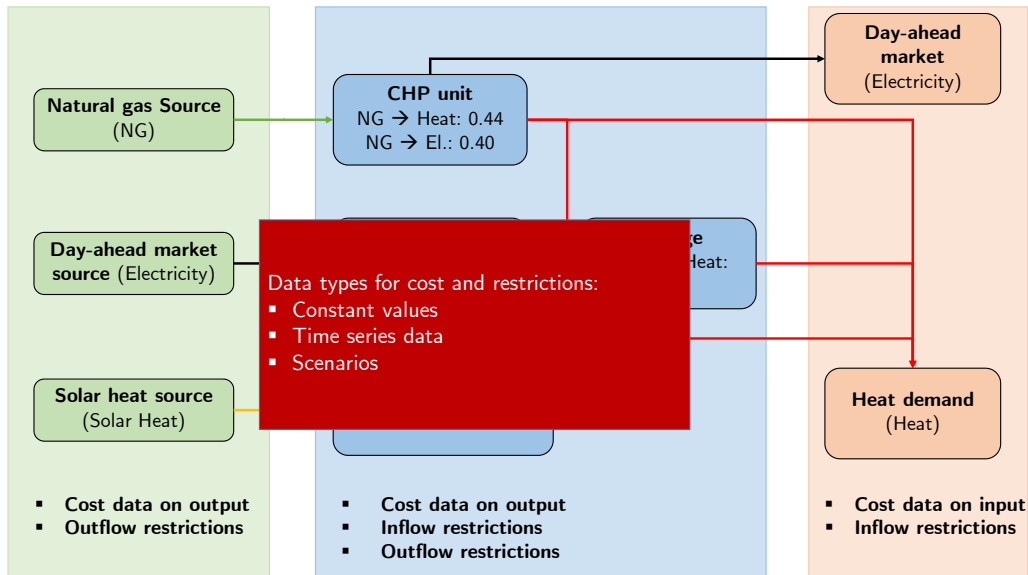 Day-ahead
market
(Electricity)
Natural gas Source
(NG)
CHP unit
NG → Heat: 0.44
NG → El.: 0.40
Day-ahead market
source (Electricity)
Heat:
Data types for cost and restrictions:
▪ Constant values
▪ Time series data
▪ Scenarios
Solar heat source
(Solar Heat)
Heat demand
(Heat)
▪ Cost data on output
▪ Outflow restrictions
▪ Cost data on output
▪ Inflow restrictions
▪ Outflow restrictions
▪ Cost data on input
▪ Inflow restrictions